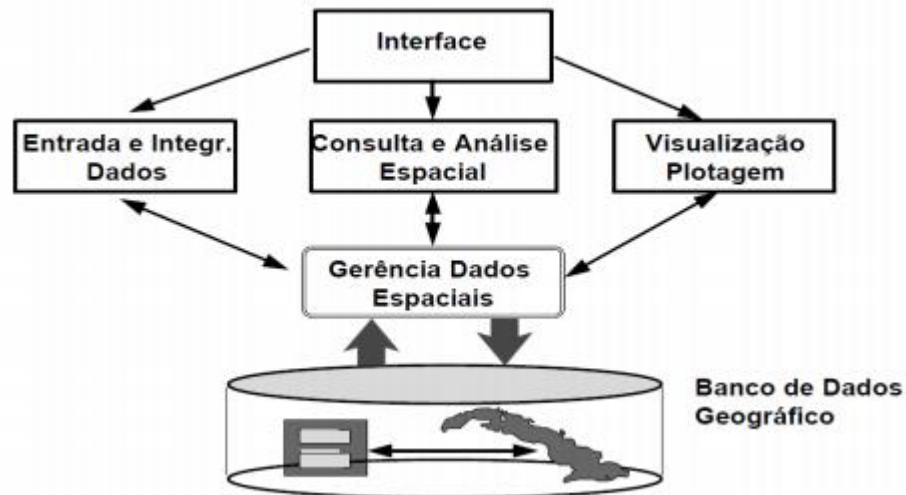 Interface
Entrada e Integr.
Dados
Consulta e Análise
Espacial
Visualização
Plotagem
Gerência Dados
Espaciais
Banco de Dados
Geográfico